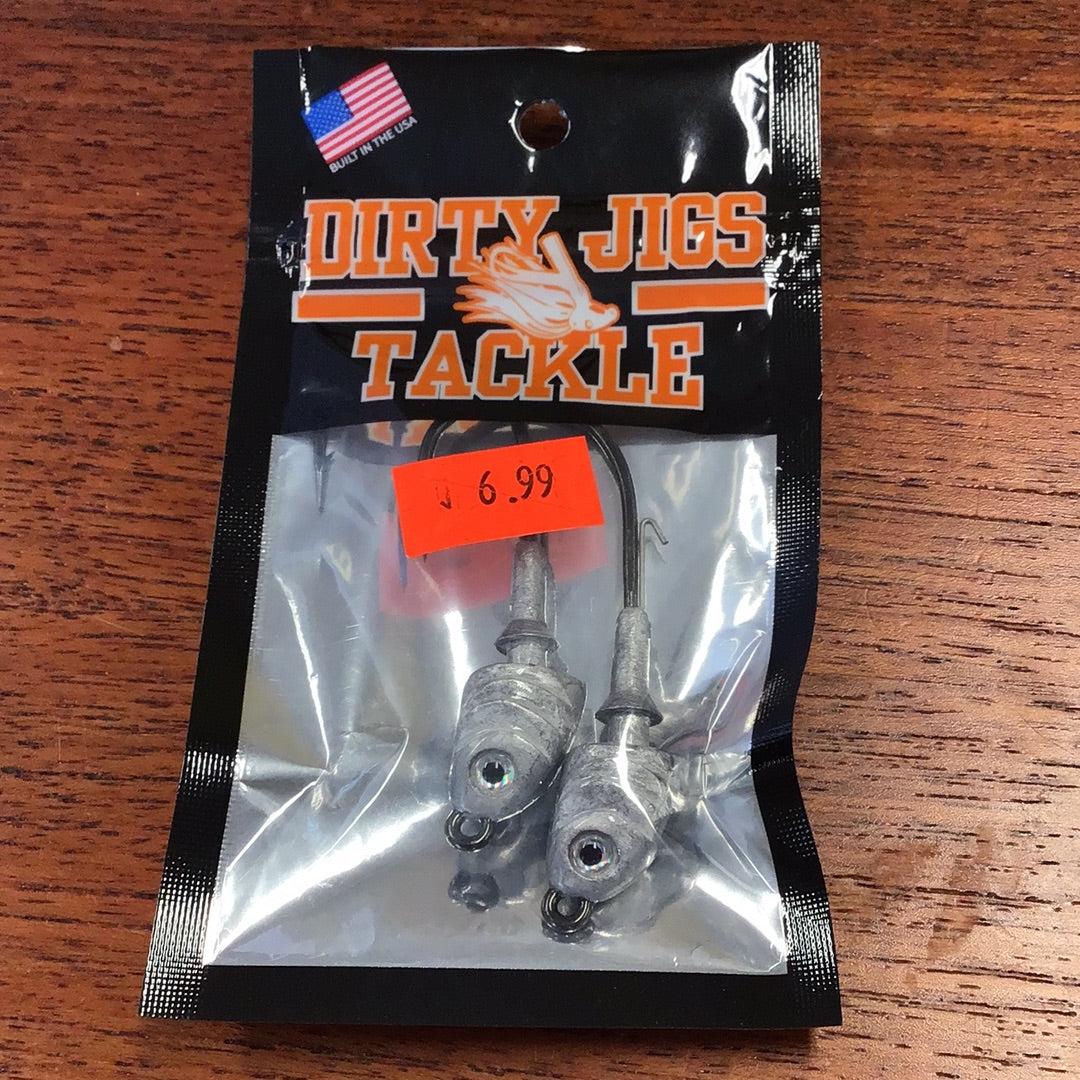 BUILT IN THE USA
DIRTY JIGS
TACKLE
6.99